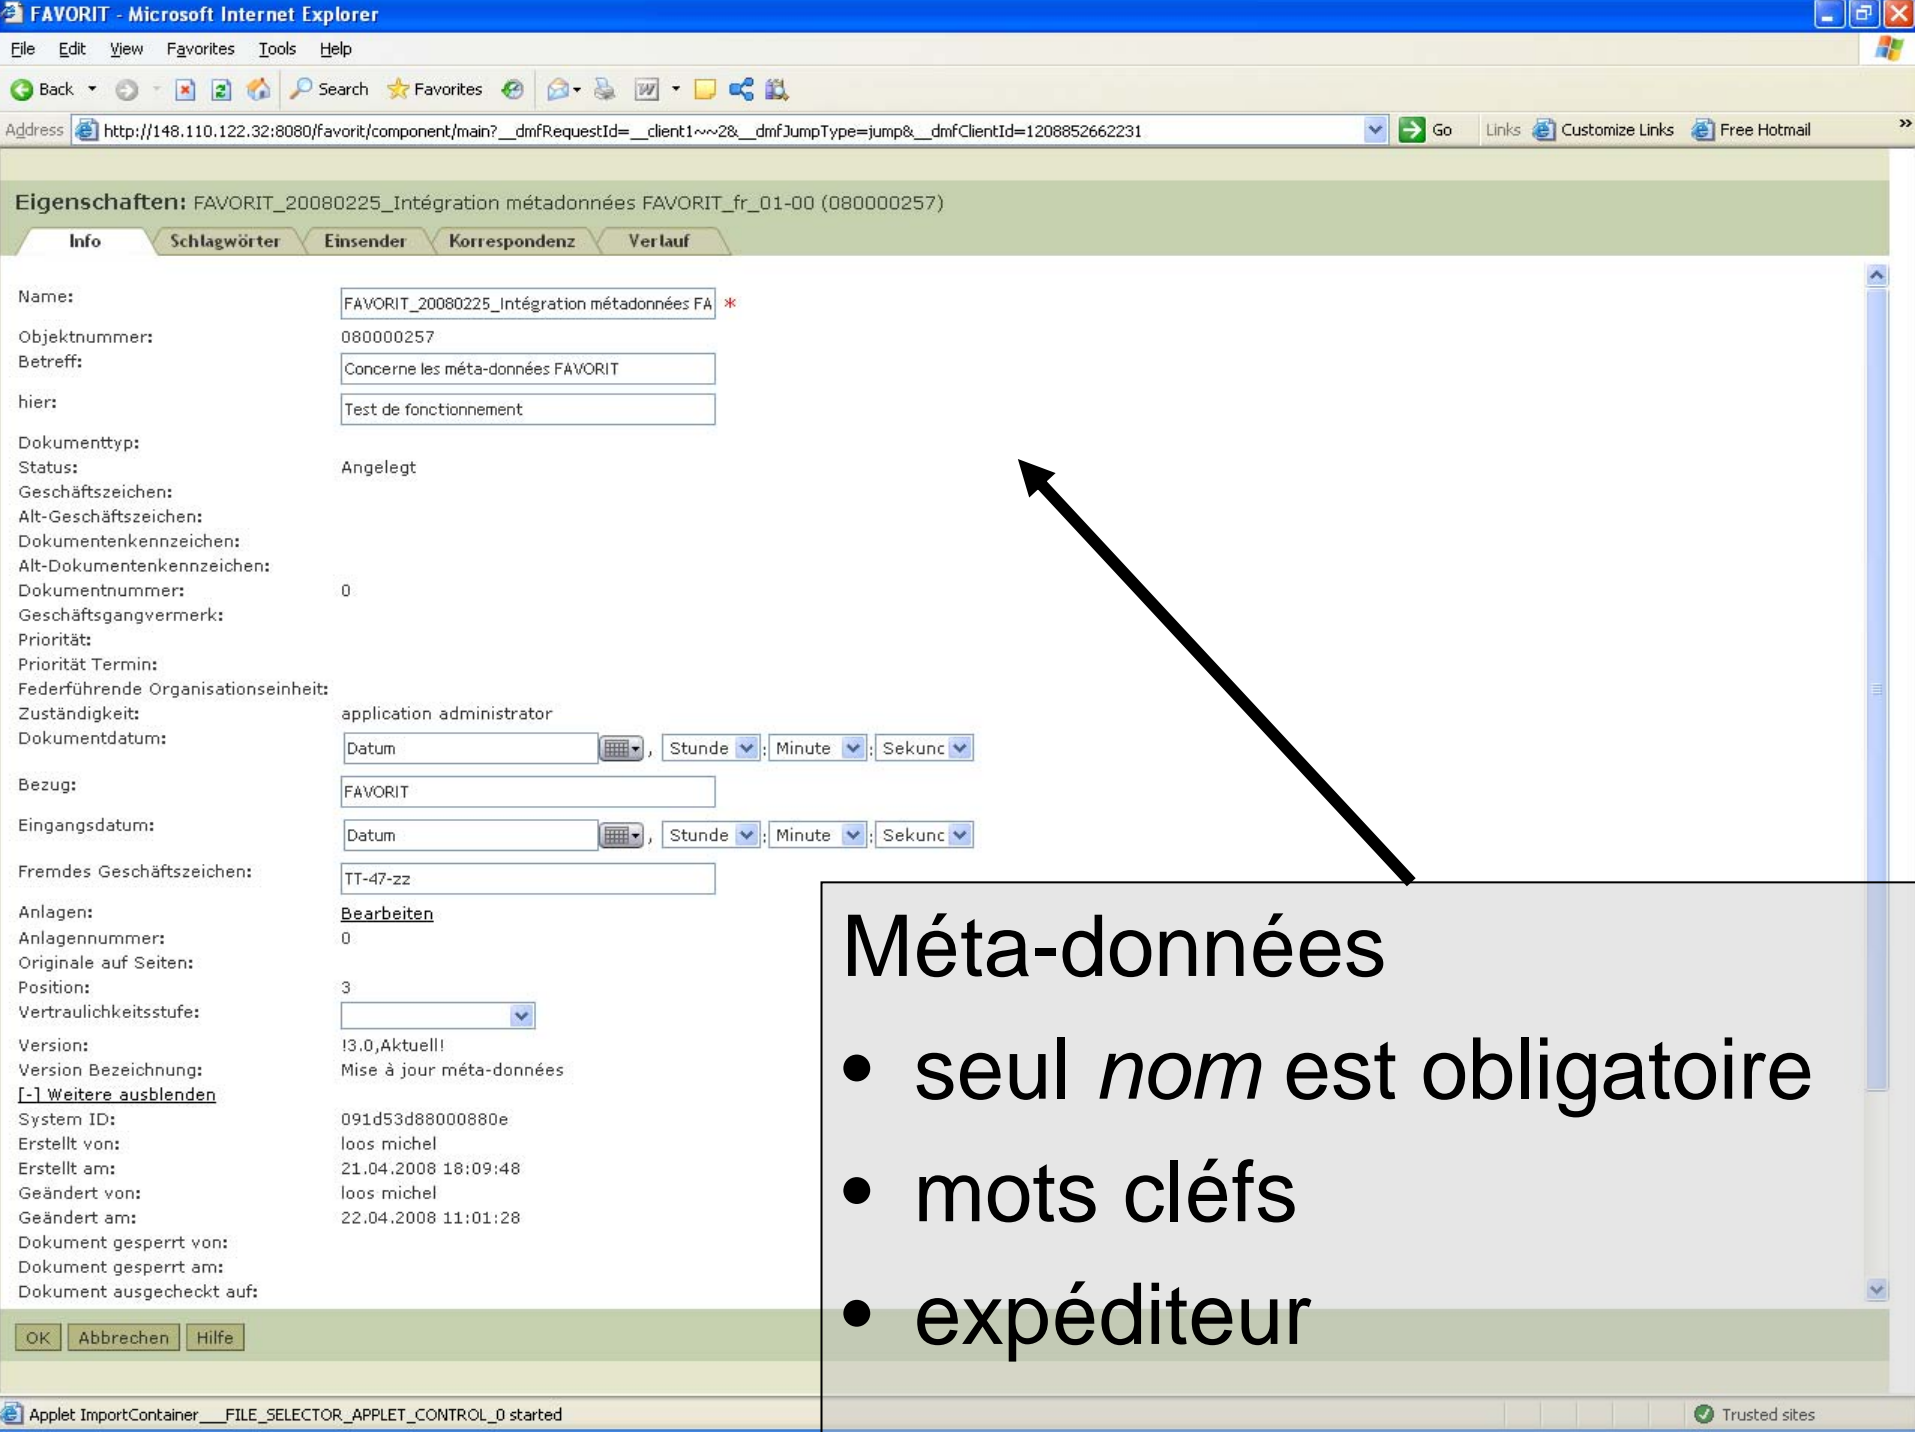 FAVORIT - Microsoft Internet Explorer
File Edit View Favorites Tools Help
Back Search Favorites
Address http://148.110.122.32:8080/favorit/component/main?__dmfRequestId=__client1~~2&__dmfJumpType=jump&__dmfClientId=1208852662231 Go Links Customize Links Free Hotmail »
Eigenschaften: FAVORIT_20080225_Intégration métadonnées FAVORIT_fr_01-00 (080000257)
Info Schlagwörter Einsender Korrespondenz Verlauf
Name: FAVORIT_20080225_Intégration métadonnées FA *
Objektnummer: 080000257
Betreff: Concerne les méta-données FAVORIT
hier: Test de fonctionnement
Dokumenttyp:
Status: Angelegt
Geschäftszeichen:
Alt-Geschäftszeichen:
Dokumentenkennzeichen:
Alt-Dokumentenkennzeichen:
Dokumentnummer: 0
Geschäftsgangvermerk:
Priorität:
Priorität Termin:
Federführende Organisationseinheit:
Zuständigkeit: application administrator
Dokumentdatum: Datum , Stunde : Minute : Sekunc
Bezug: FAVORIT
Eingangsdatum: Datum , Stunde : Minute : Sekunc
Fremdes Geschäftszeichen: TT-47-zz
Anlagen: Bearbeiten
Anlagennummer: 0
Originale auf Seiten:
Position: 3
Vertraulichkeitsstufe:
Version: !3.0,Aktuell!
Version Bezeichnung: Mise à jour méta-données
[-] Weitere ausblenden
System ID: 091d53d88000880e
Erstellt von: loos michel
Erstellt am: 21.04.2008 18:09:48
Geändert von: loos michel
Geändert am: 22.04.2008 11:01:28
Dokument gesperrt von:
Dokument gesperrt am:
Dokument ausgecheckt auf:
OK Abbrechen Hilfe
Méta-données
• seul nom est obligatoire
• mots cléfs
• expéditeur
Applet ImportContainer___FILE_SELECTOR_APPLET_CONTROL_0 started Trusted sites